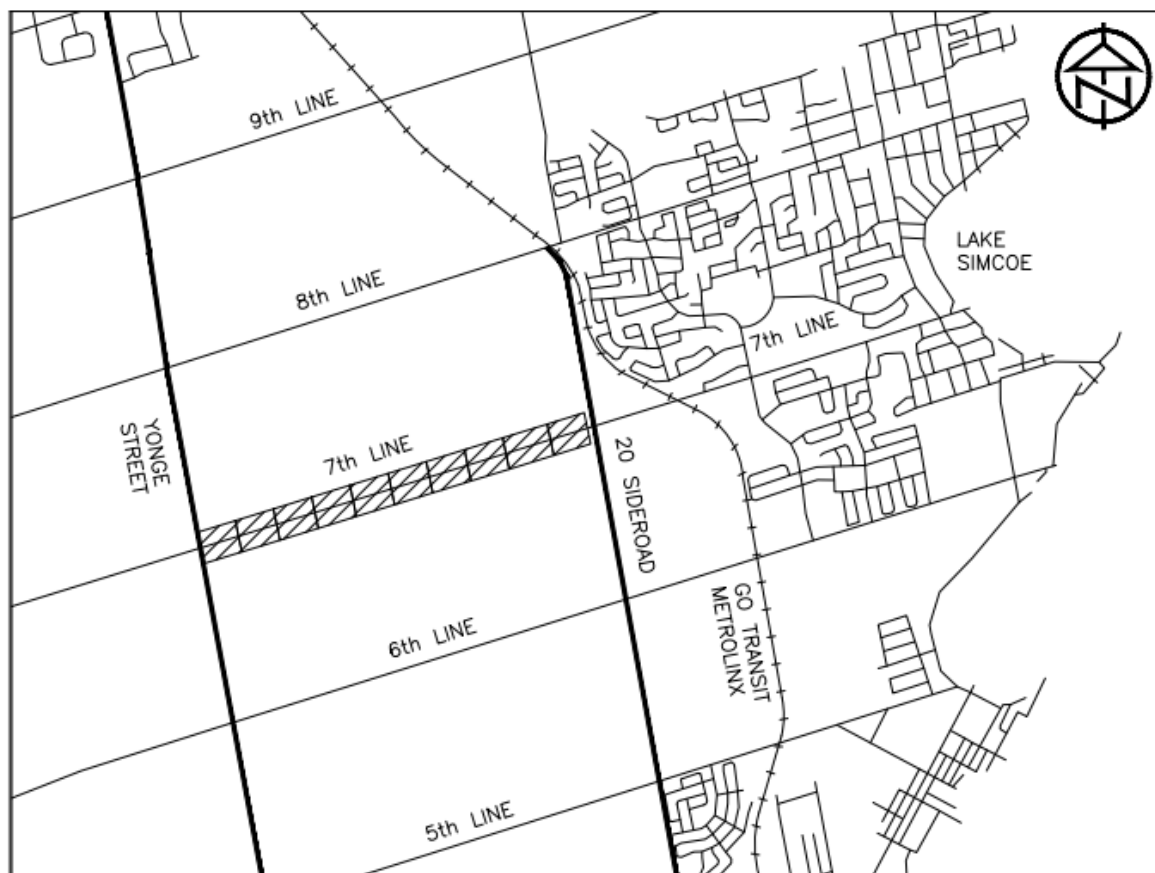 9th LINE
8th LINE
LAKE
SIMCOE
7th LINE
YONGE
STREET
7th LINE
20 SIDEROAD
6th LINE
GO TRANSIT
METROLINX
5th LINE
N